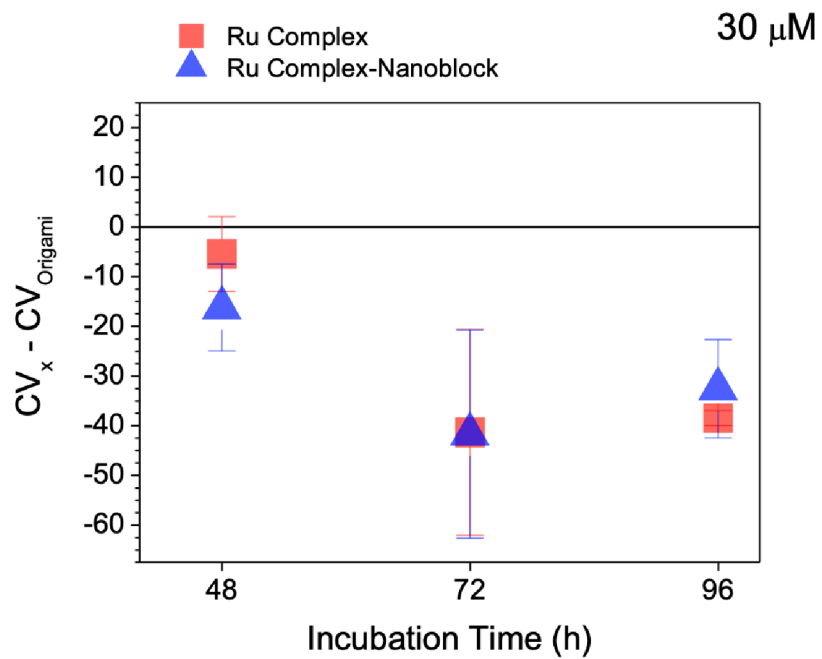 30 μM
Ru Complex
Ru Complex-Nanoblock
20
10
0
-10
-20
-30
-40
-50
-60
CVx - CVOrigami
48 72 96
Incubation Time (h)